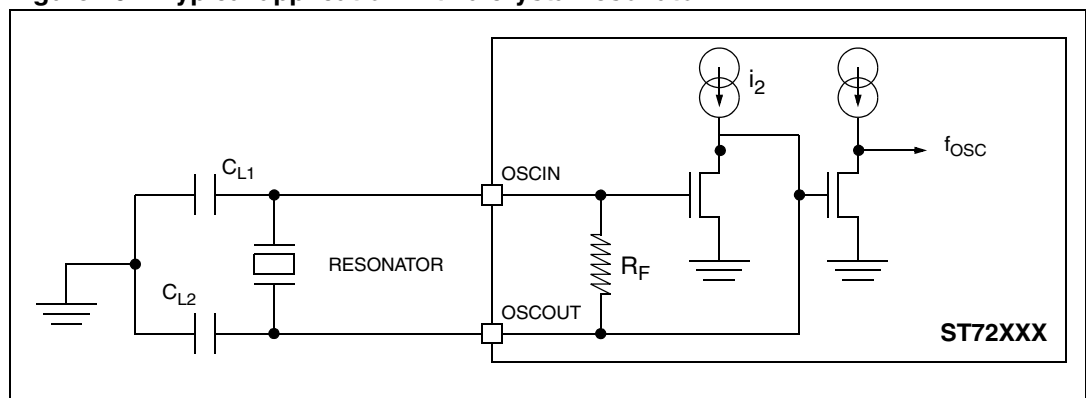 i2
fOSC
CL1
OSCIN
RESONATOR
RF
CL2
OSCOUT
ST72XXX